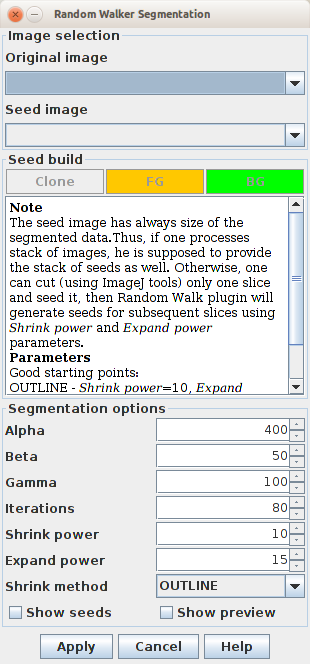 Random Walker Segmentation
Image selection
Original image
Seed image
Seed build
Clone FG BG
Note
The seed image has always size of the
segmented data.Thus, if one processes
stack of images, he is supposed to provide
the stack of seeds as well. Otherwise, one
can cut (using ImageJ tools) only one slice
and seed it, then Random Walk plugin will
generate seeds for subsequent slices using
Shrink power and Expand power
parameters.
Parameters
Good starting points:
OUTLINE - Shrink power=10, Expand
Segmentation options
Alpha 400
Beta 50
Gamma 100
Iterations 80
Shrink power 10
Expand power 15
Shrink method OUTLINE
Show seeds Show preview
Apply Cancel Help